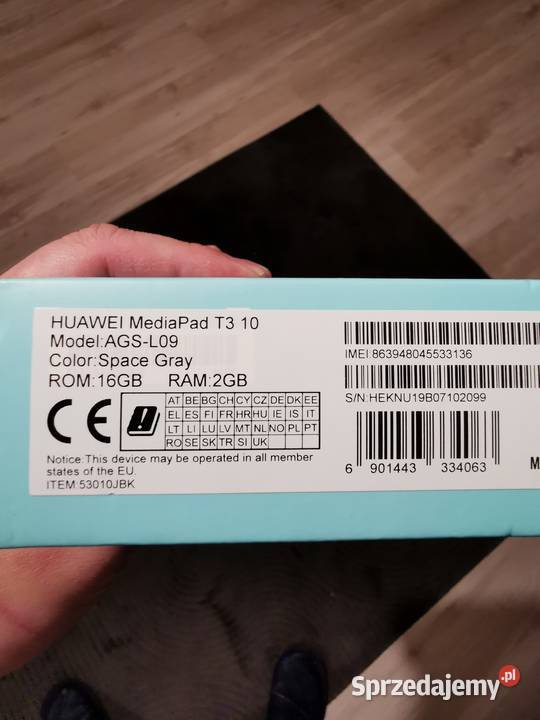 HUAWEI MediaPad T3 10
Model:AGS-L09
Color:Space Gray
ROM:16GB RAM:2GB
CE
AT BE BG CH CY CZ DE DK EE
EL ES FI FR HR HU IE IS IT
LT LI LU LV MT NL NO PL PT
RO SE SK TR SI UK
Notice:This device may be operated in all member
states of the EU.
ITEM:53010JBK
IMEI:863948045533136
S/N:HEKNU19B07102099
6 901443 334063
Sprzedajemy.pl